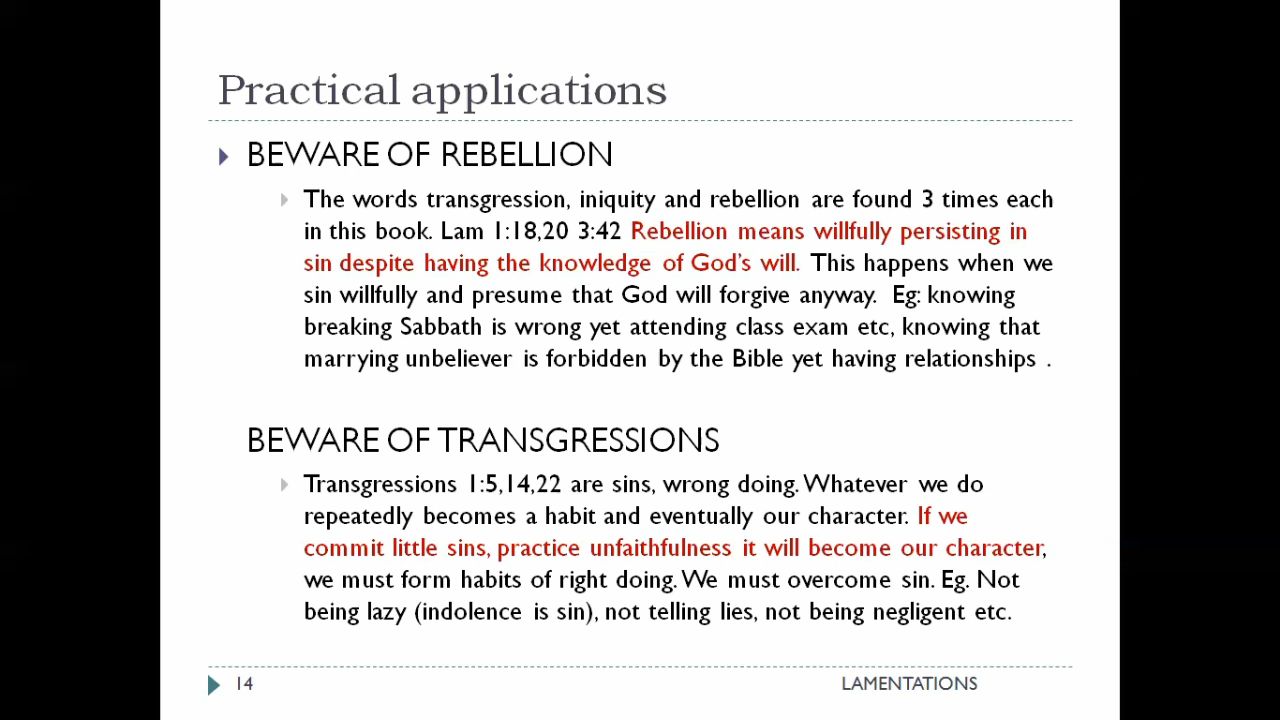 Practical applications
BEWARE OF REBELLION
The words transgression, iniquity and rebellion are found 3 times each
in this book. Lam 1:18,20 3:42 Rebellion means willfully persisting in
sin despite having the knowledge of God's will. This happens when we
sin willfully and presume that God will forgive anyway. Eg: knowing
breaking Sabbath is wrong yet attending class exam etc, knowing that
marrying unbeliever is forbidden by the Bible yet having relationships .
BEWARE OF TRANSGRESSIONS
Transgressions 1:5,14,22 are sins, wrong doing. Whatever we do
repeatedly becomes a habit and eventually our character. If we
commit little sins, practice unfaithfulness it will become our character,
we must form habits of right doing. We must overcome sin. Eg. Not
being lazy (indolence is sin), not telling lies, not being negligent etc.
14 LAMENTATIONS